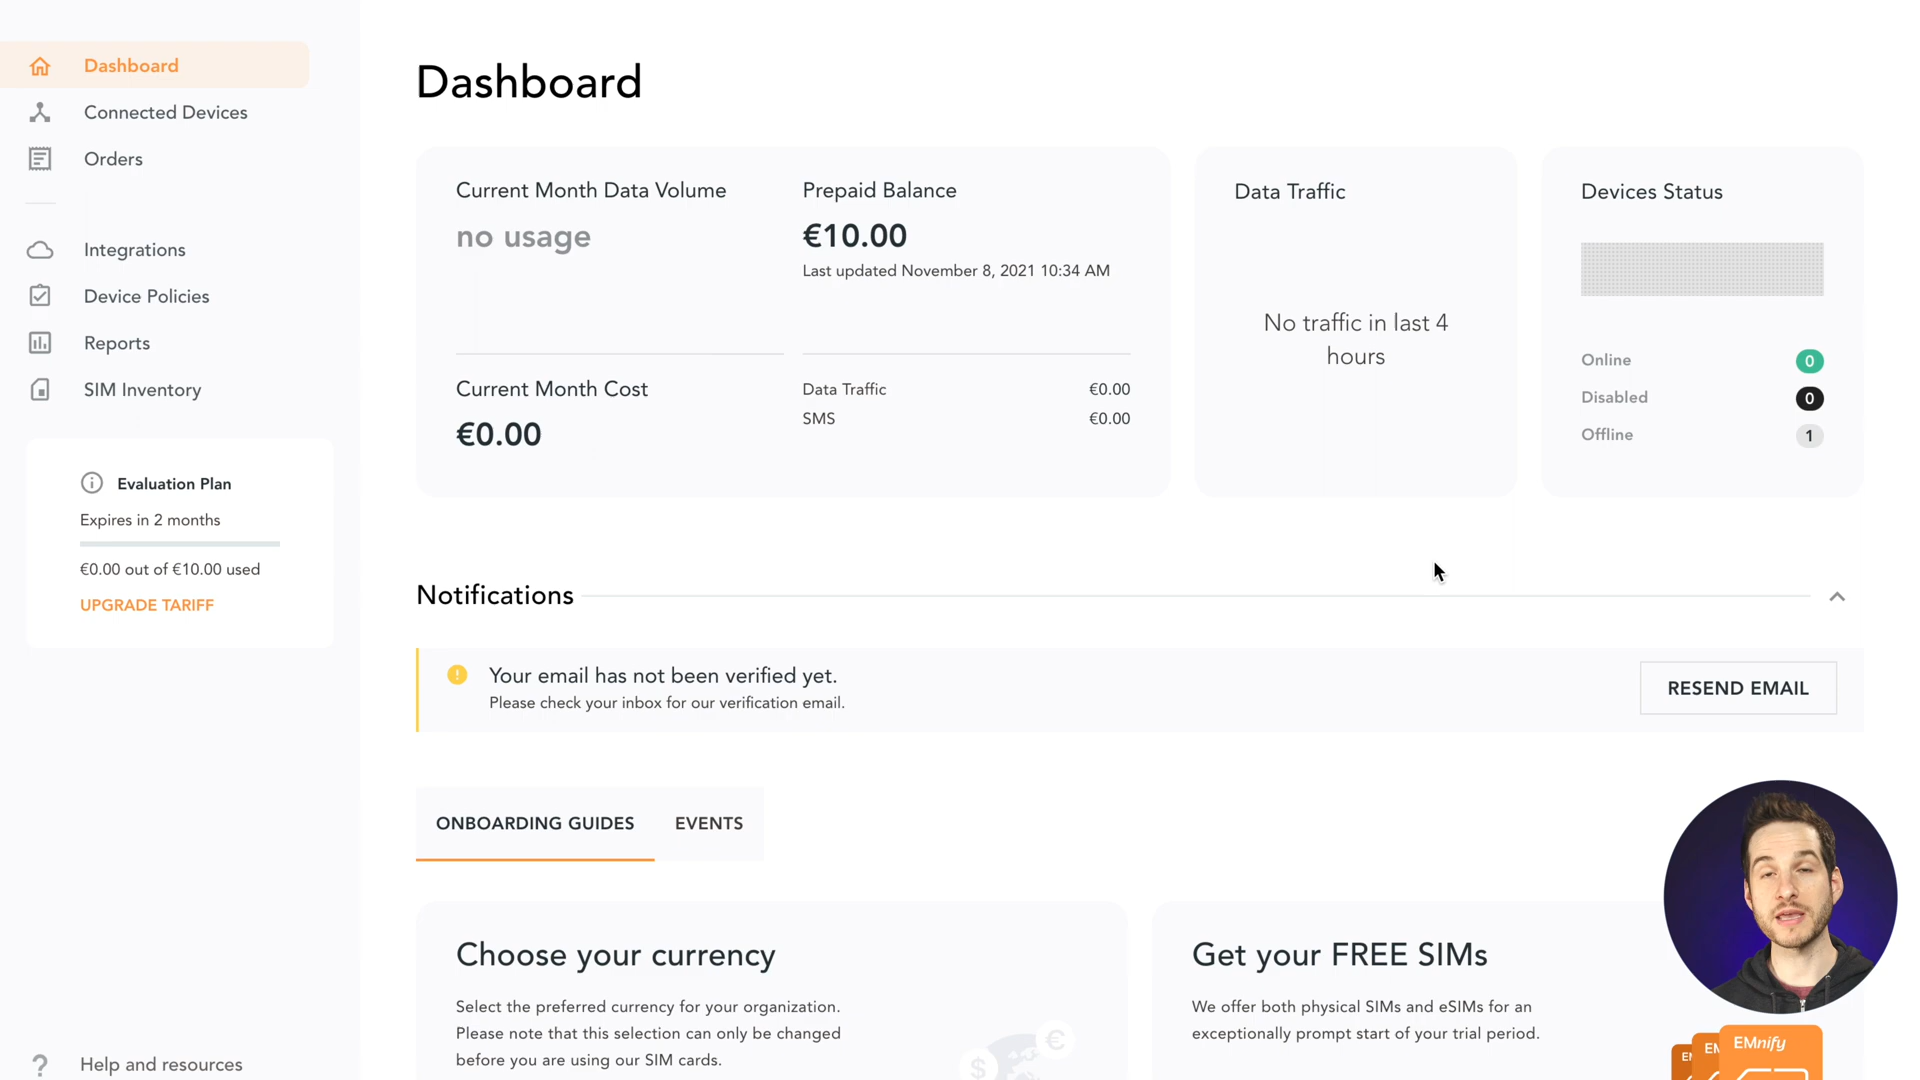 Dashboard
Connected Devices
Orders
Integrations
Device Policies
Reports
SIM Inventory
Evaluation Plan
Expires in 2 months
€0.00 out of €10.00 used
UPGRADE TARIFF
Help and resources
Dashboard
Current Month Data Volume
no usage
Prepaid Balance
€10.00
Last updated November 8, 2021 10:34 AM
Current Month Cost
€0.00
Data Traffic €0.00
SMS €0.00
Data Traffic
No traffic in last 4
hours
Devices Status
Online 0
Disabled 0
Offline 1
Notifications
Your email has not been verified yet.
Please check your inbox for our verification email.
RESEND EMAIL
ONBOARDING GUIDES EVENTS
Choose your currency
Select the preferred currency for your organization.
Please note that this selection can only be changed
before you are using our SIM cards.
$ €
Get your FREE SIMs
We offer both physical SIMs and eSIMs for an
exceptionally prompt start of your trial period.
EMnify